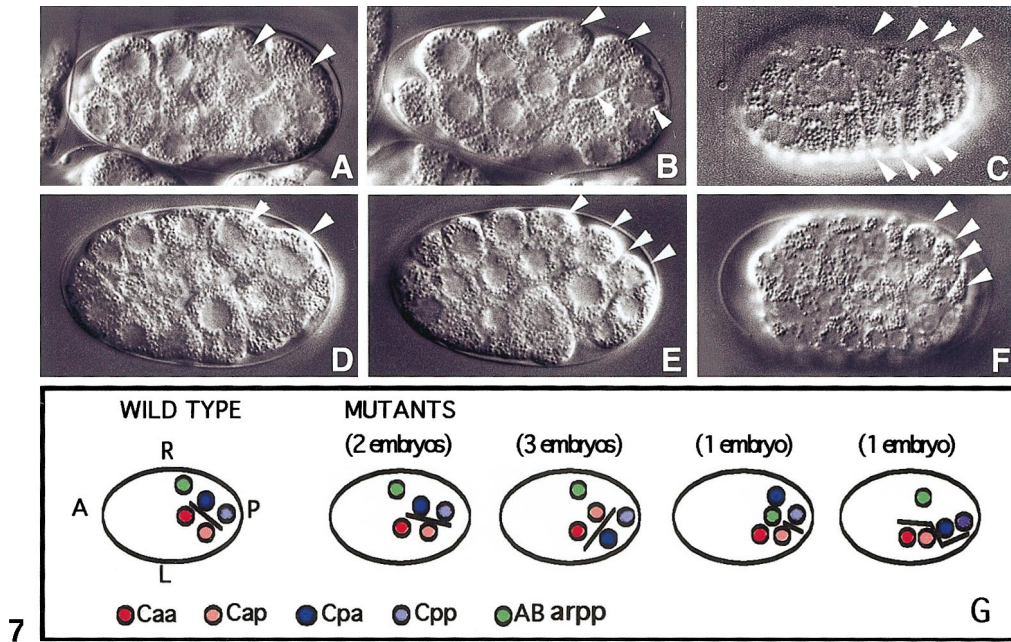 A
B
C
D
E
F
WILD TYPE
MUTANTS
(2 embryos)
(3 embryos)
(1 embryo)
(1 embryo)
R
A
P
L
Caa
Cap
Cpa
Cpp
AB arpp
G
7